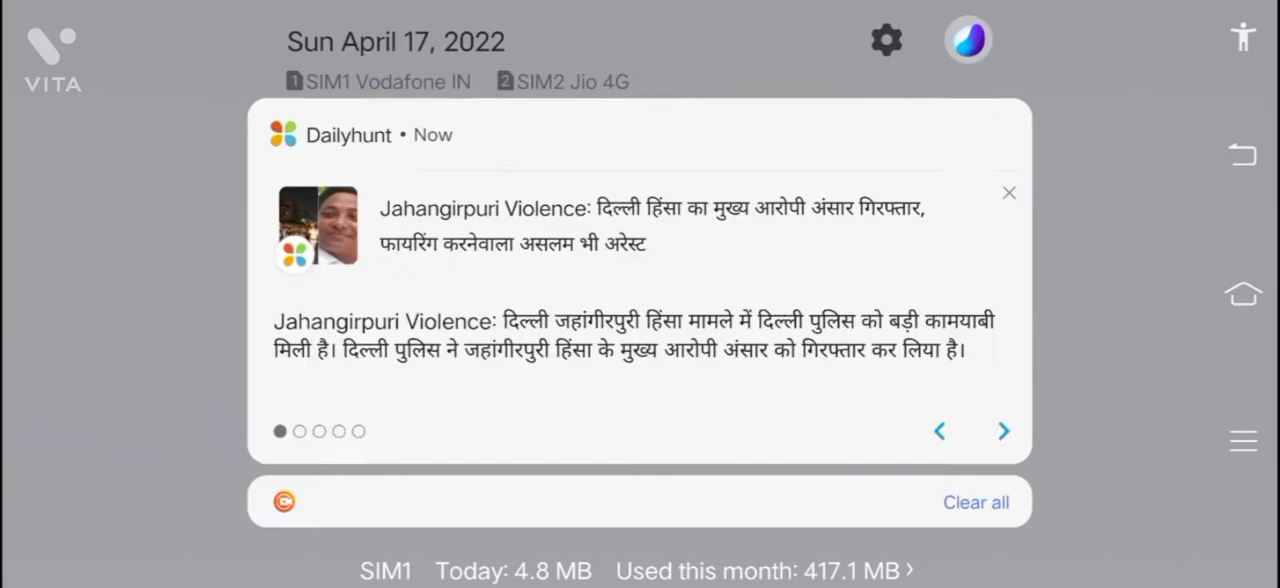 VITA
Sun April 17, 2022
1 SIM1 Vodafone IN 2 SIM2 Jio 4G
Dailyhunt • Now
Jahangirpuri Violence: दिल्ली हिंसा का मुख्य आरोपी अंसार गिरफ्तार,
फायरिंग करनेवाला असलम भी अरेस्ट
Jahangirpuri Violence: दिल्ली जहांगीरपुरी हिंसा मामले में दिल्ली पुलिस को बड़ी कामयाबी
मिली है। दिल्ली पुलिस ने जहांगीरपुरी हिंसा के मुख्य आरोपी अंसार को गिरफ्तार कर लिया है।
Clear all
SIM1 Today: 4.8 MB Used this month: 417.1 MB ›